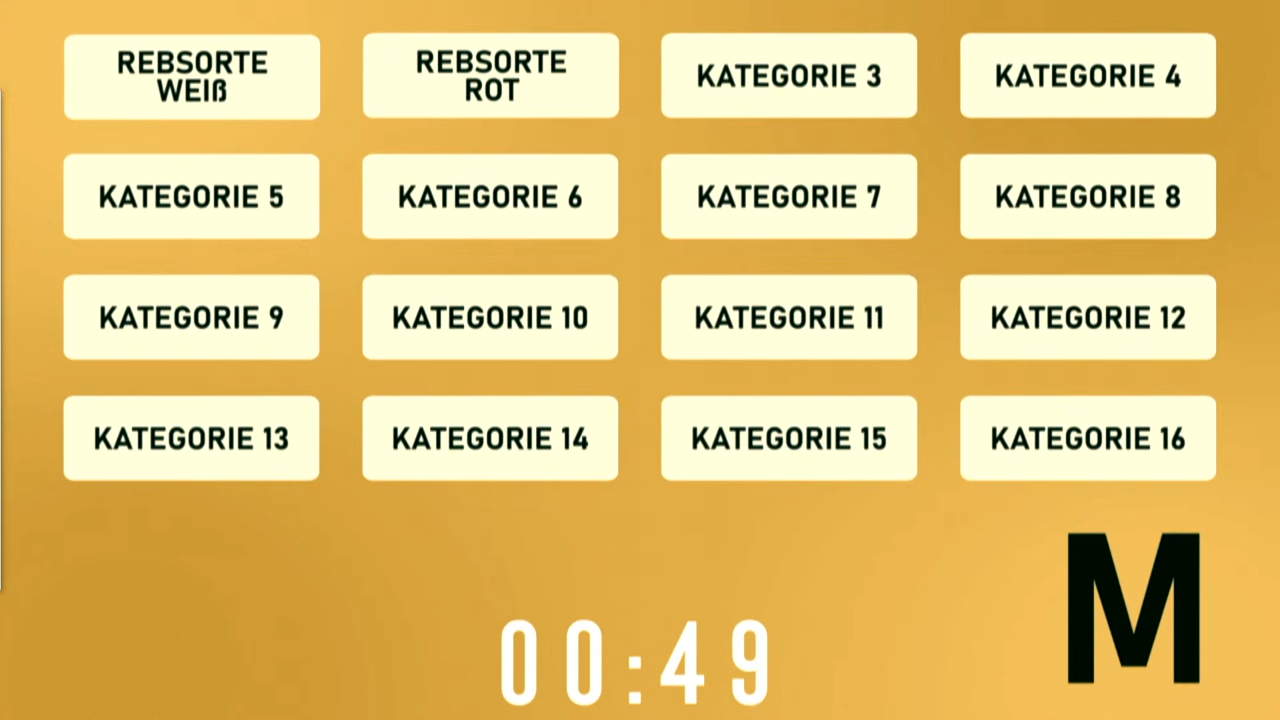 REBSORTE
WEIß
REBSORTE
ROT
KATEGORIE 3
KATEGORIE 4
KATEGORIE 5
KATEGORIE 6
KATEGORIE 7
KATEGORIE 8
KATEGORIE 9
KATEGORIE 10
KATEGORIE 11
KATEGORIE 12
KATEGORIE 13
KATEGORIE 14
KATEGORIE 15
KATEGORIE 16
M
00:49